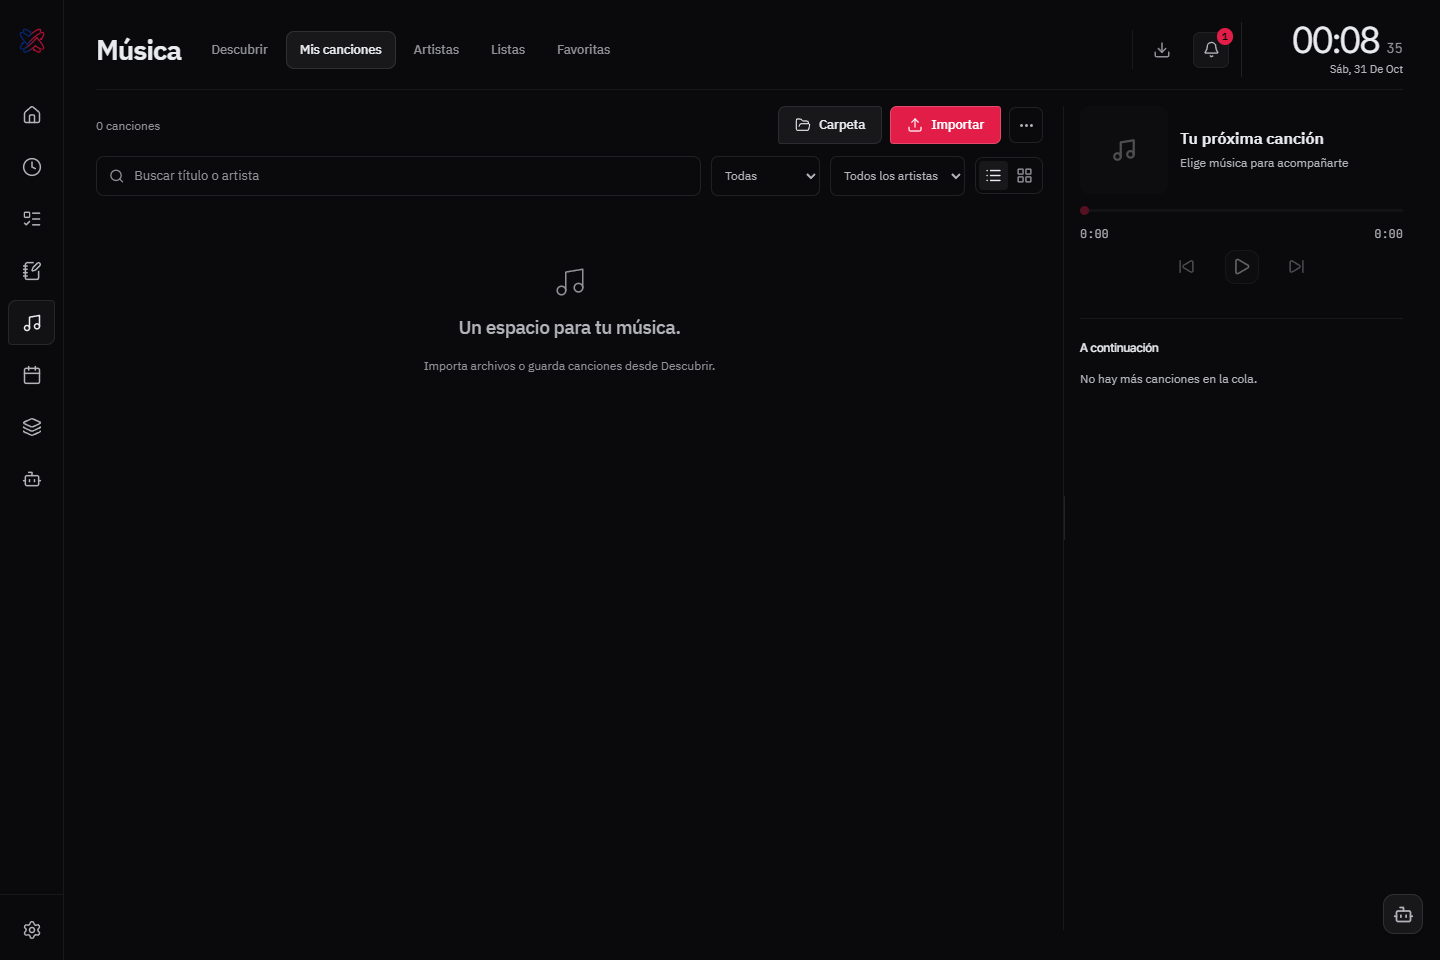 Música
Descubrir
Mis canciones
Artistas
Listas
Favoritas
1
00:08 35
Sáb, 31 De Oct
0 canciones
Carpeta
Importar
Buscar título o artista
Todas
Todos los artistas
Un espacio para tu música.
Importa archivos o guarda canciones desde Descubrir.
Tu próxima canción
Elige música para acompañarte
0:00
0:00
A continuación
No hay más canciones en la cola.